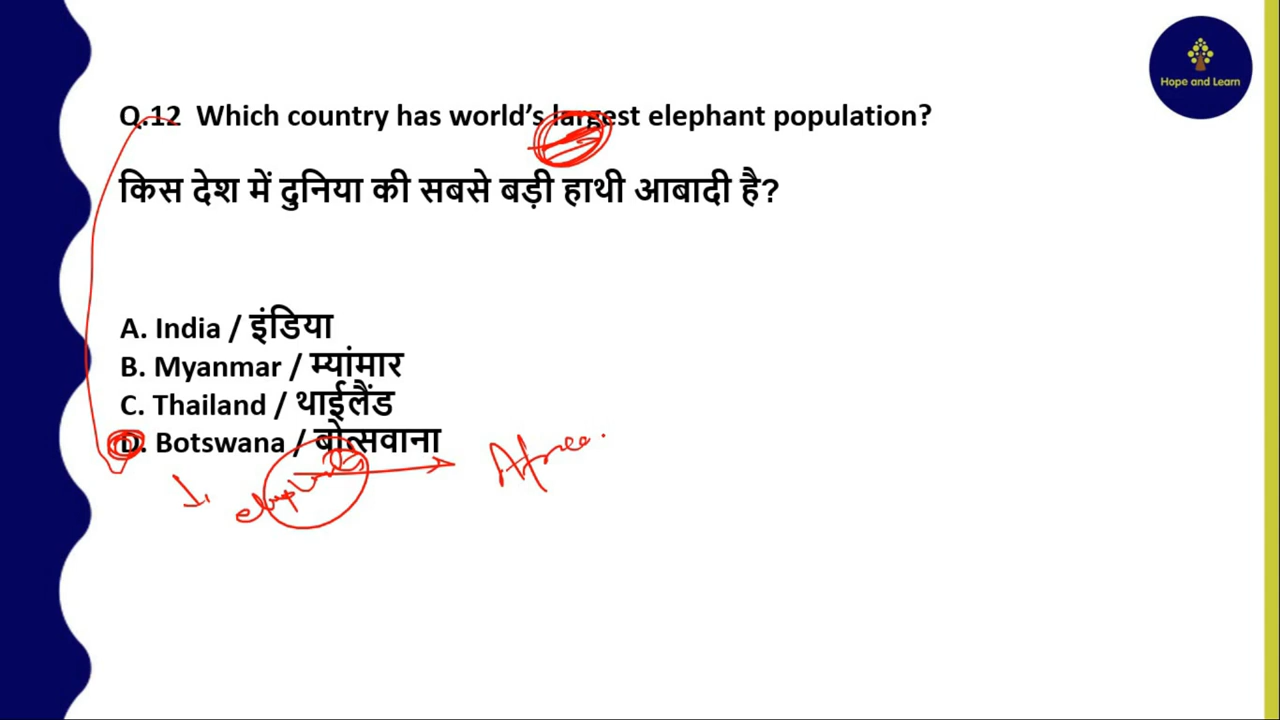 Hope and Learn
Q.12 Which country has world's largest elephant population?
किस देश में दुनिया की सबसे बड़ी हाथी आबादी है?
A. India / इंडिया
B. Myanmar / म्यांमार
C. Thailand / थाईलैंड
D. Botswana / बोत्सवाना